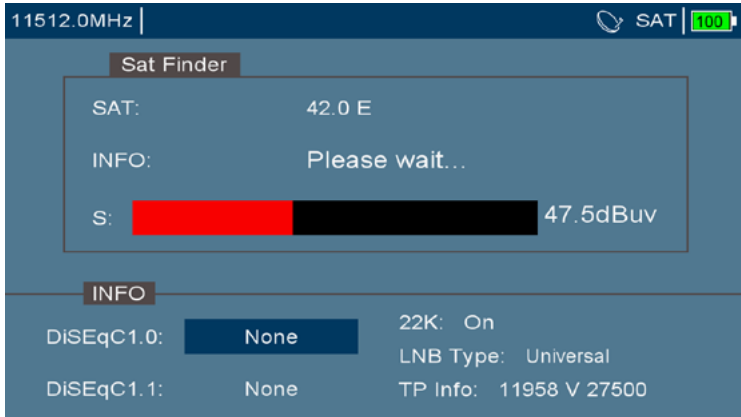 11512.0MHz SAT 100
Sat Finder
SAT: 42.0 E
INFO: Please wait...
S: 47.5dBuv
INFO
DiSEqC1.0: None
22K: On
LNB Type: Universal
DiSEqC1.1: None
TP Info: 11958 V 27500